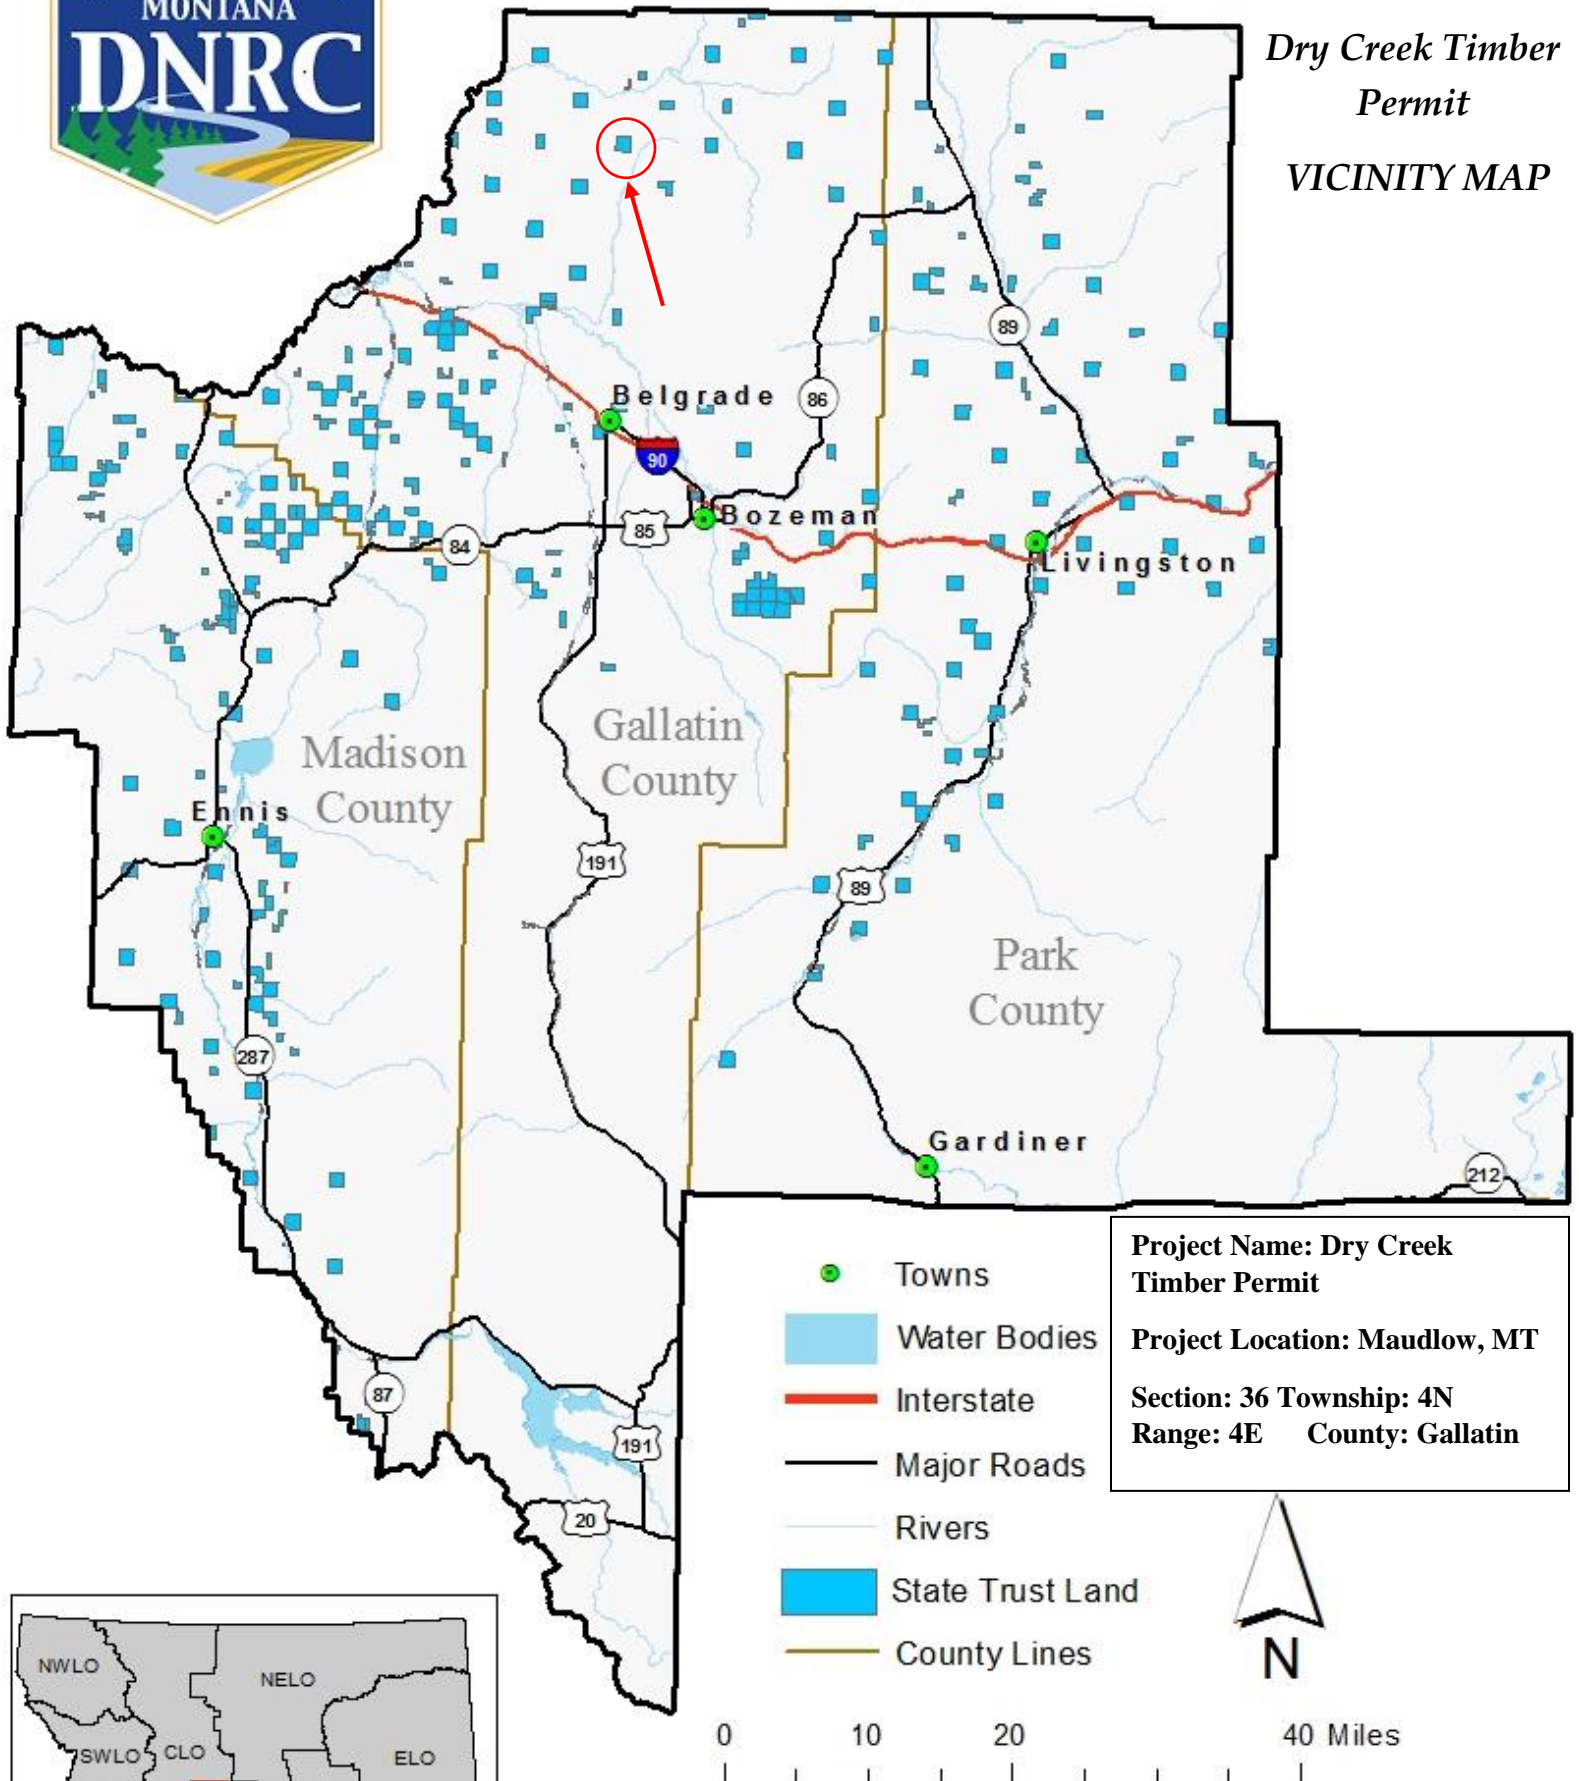 MONTANA
DNRC
Dry Creek Timber
Permit
VICINITY MAP
89
Belgrade
86
90
Bozeman
85
84
Livingston
Gallatin
County
Madison
County
Ennis
191
89
Park
County
287
Gardiner
212
87
191
20
Towns
Water Bodies
Interstate
Major Roads
Rivers
State Trust Land
County Lines
Project Name: Dry Creek
Timber Permit
Project Location: Maudlow, MT
Section: 36 Township: 4N
Range: 4E County: Gallatin
N
NWLO
NELO
SWLO
CLO
ELO
0 10 20 40 Miles